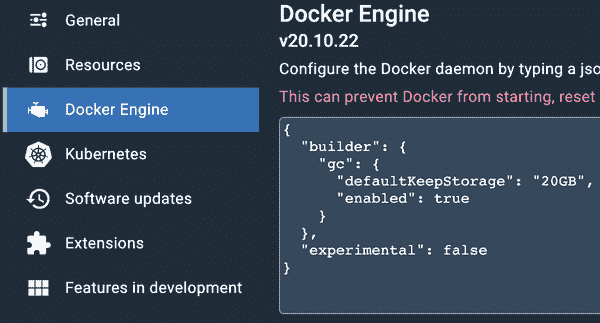 General
Resources
Docker Engine
Kubernetes
Software updates
Extensions
Features in development
Docker Engine
v20.10.22
Configure the Docker daemon by typing a jso
This can prevent Docker from starting, reset
{
  "builder": {
    "gc": {
      "defaultKeepStorage": "20GB",
      "enabled": true
    }
  },
  "experimental": false
}